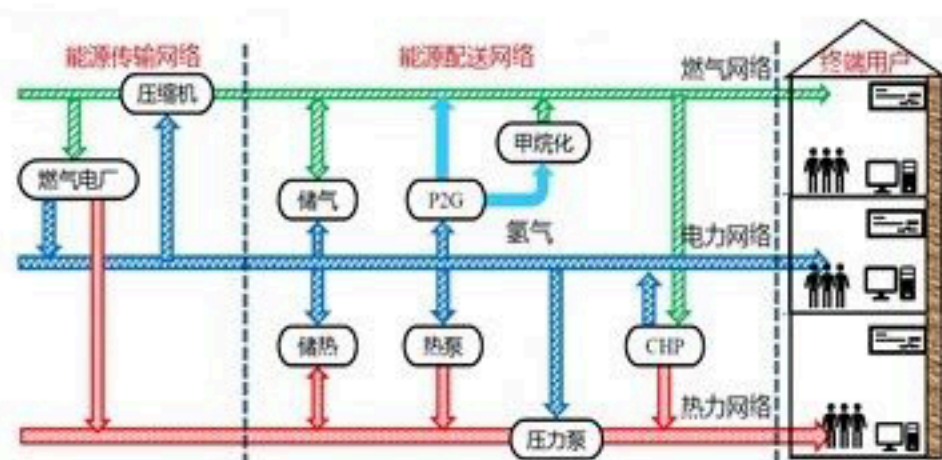 能源传输网络
能源配送网络
燃气网络
终端用户
压缩机
甲烷化
燃气电厂
储气
P2G
氢气
电力网络
储热
热泵
CHP
热力网络
压力泵